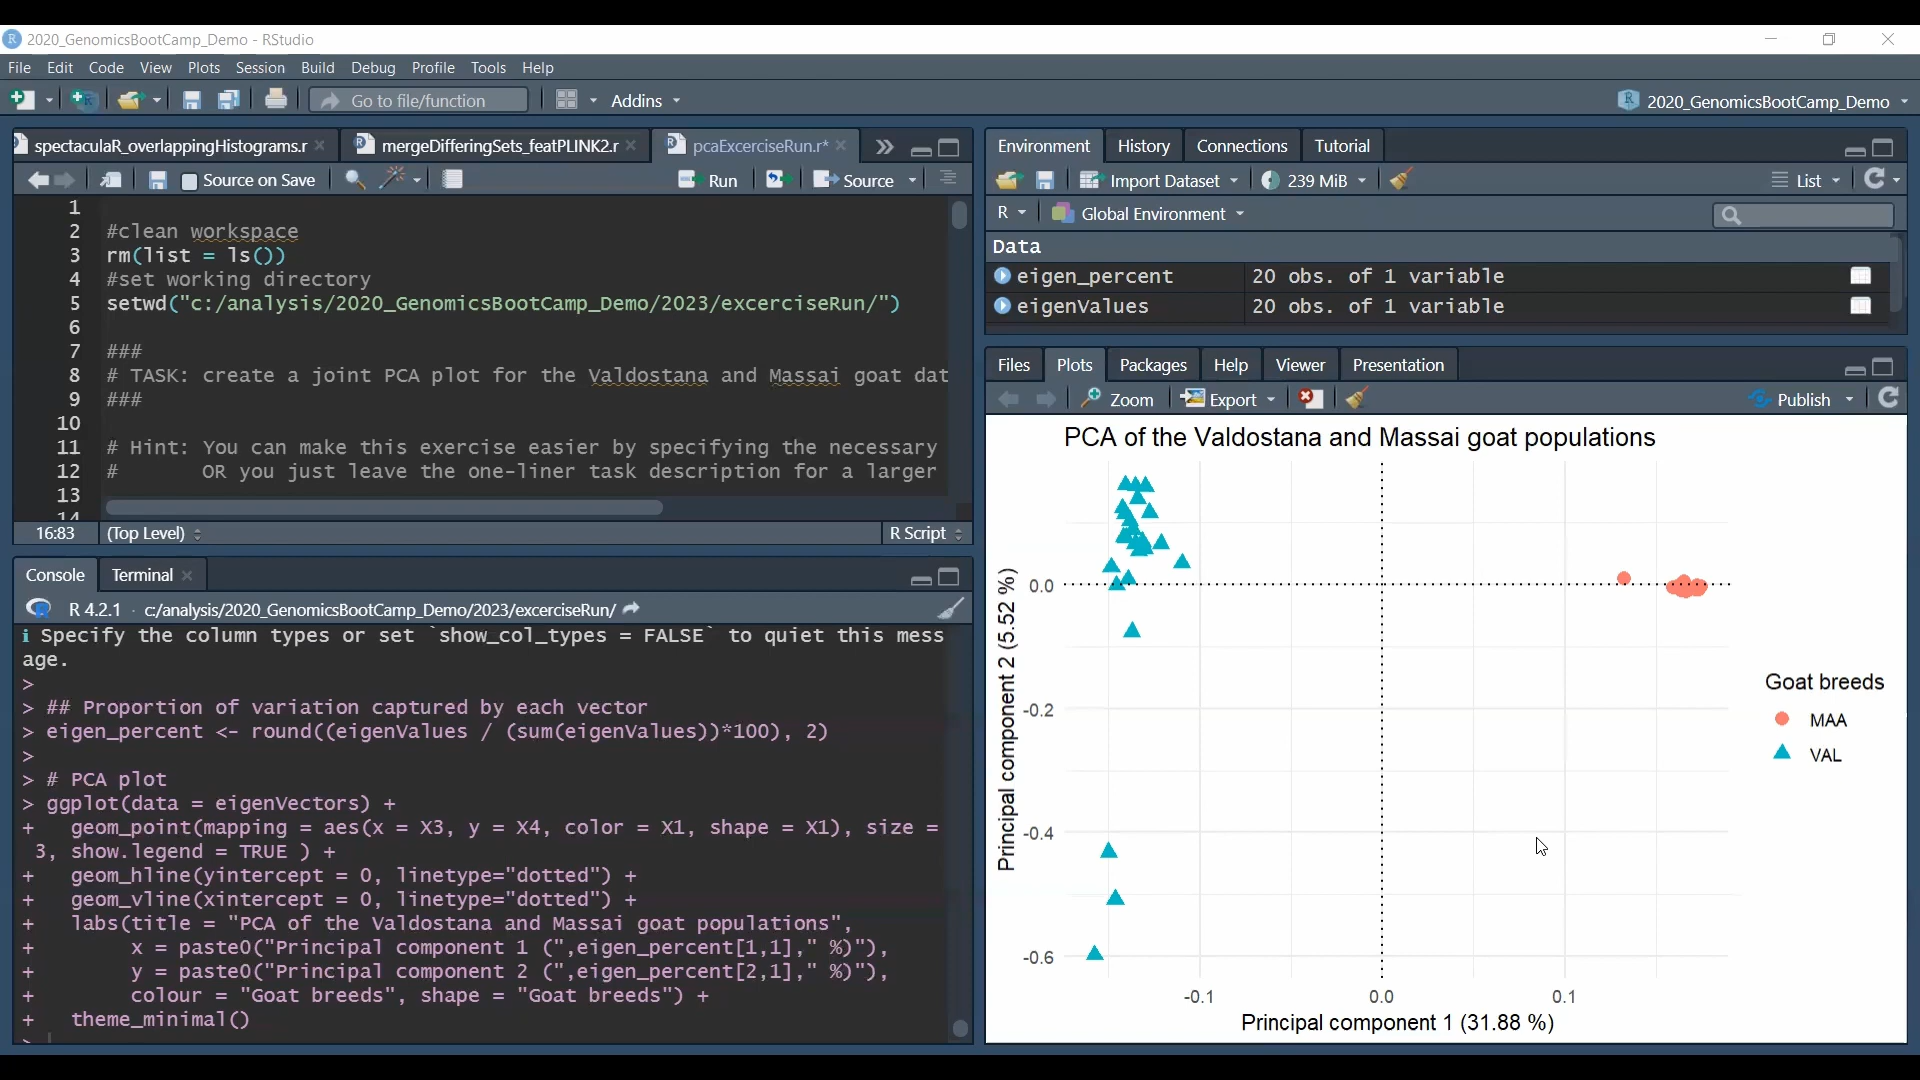 2020_GenomicsBootCamp_Demo - RStudio
File Edit Code View Plots Session Build Debug Profile Tools Help
Go to file/function Addins 2020_GenomicsBootCamp_Demo
spectaculaR_overlappingHistograms.r mergeDifferingSets_featPLINK2.r pcaExcerciseRun.r*
Source on Save Run Source
1
2 #clean workspace
3 rm(list = ls())
4 #set working directory
5 setwd("c:/analysis/2020_GenomicsBootCamp_Demo/2023/excerciseRun/")
6
7 ###
8 # TASK: create a joint PCA plot for the Valdostana and Massai goat dat
9 ###
10
11 # Hint: You can make this exercise easier by specifying the necessary
12 # OR you just leave the one-liner task description for a larger
13
14
16:83 (Top Level) R Script
Console Terminal
R 4.2.1 · c:/analysis/2020_GenomicsBootCamp_Demo/2023/excerciseRun/
i Specify the column types or set `show_col_types = FALSE` to quiet this mess
age.
>
> ## Proportion of variation captured by each vector
> eigen_percent <- round((eigenValues / (sum(eigenValues))*100), 2)
>
> # PCA plot
> ggplot(data = eigenVectors) +
+ geom_point(mapping = aes(x = X3, y = X4, color = X1, shape = X1), size =
3, show.legend = TRUE ) +
+ geom_hline(yintercept = 0, linetype="dotted") +
+ geom_vline(xintercept = 0, linetype="dotted") +
+ labs(title = "PCA of the Valdostana and Massai goat populations",
+ x = paste0("Principal component 1 (",eigen_percent[1,1]," %)"),
+ y = paste0("Principal component 2 (",eigen_percent[2,1]," %)"),
+ colour = "Goat breeds", shape = "Goat breeds") +
+ theme_minimal()
>
Environment History Connections Tutorial
Import Dataset 239 MiB List
R Global Environment
Data
eigen_percent 20 obs. of 1 variable
eigenValues 20 obs. of 1 variable
Files Plots Packages Help Viewer Presentation
Zoom Export Publish
PCA of the Valdostana and Massai goat populations
Principal component 2 (5.52 %)
0.0
-0.2
-0.4
-0.6
-0.1 0.0 0.1
Principal component 1 (31.88 %)
Goat breeds
MAA
VAL